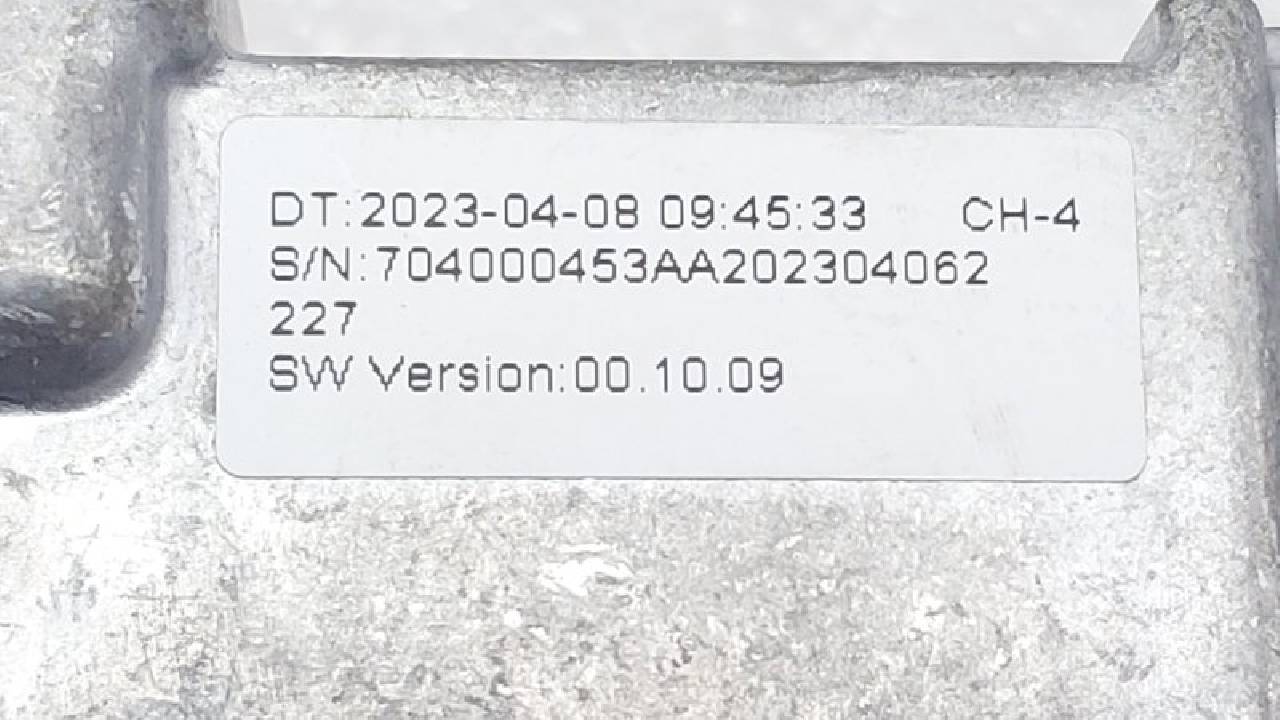 DT:2023-04-08 09:45:33 CH-4
S/N:704000453AA202304062
227
SW Version:00.10.09